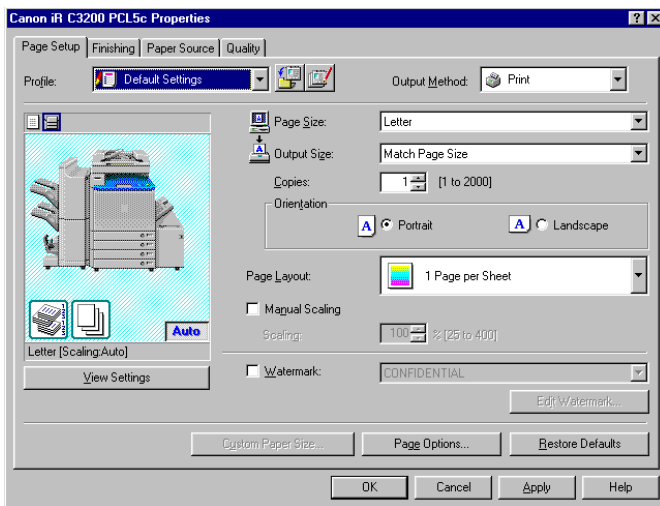 Canon iR C3200 PCL5c Properties
Page Setup Finishing Paper Source Quality
Profile: Default Settings Output Method: Print
Page Size: Letter
Output Size: Match Page Size
Copies: 1 [1 to 2000]
Orientation
A Portrait A Landscape
Page Layout: 1 Page per Sheet
Manual Scaling
Auto
Scaling: 100 % [25 to 400]
Letter [Scaling:Auto]
View Settings
Watermark: CONFIDENTIAL
Edit Watermark...
Custom Paper Size... Page Options... Restore Defaults
OK Cancel Apply Help